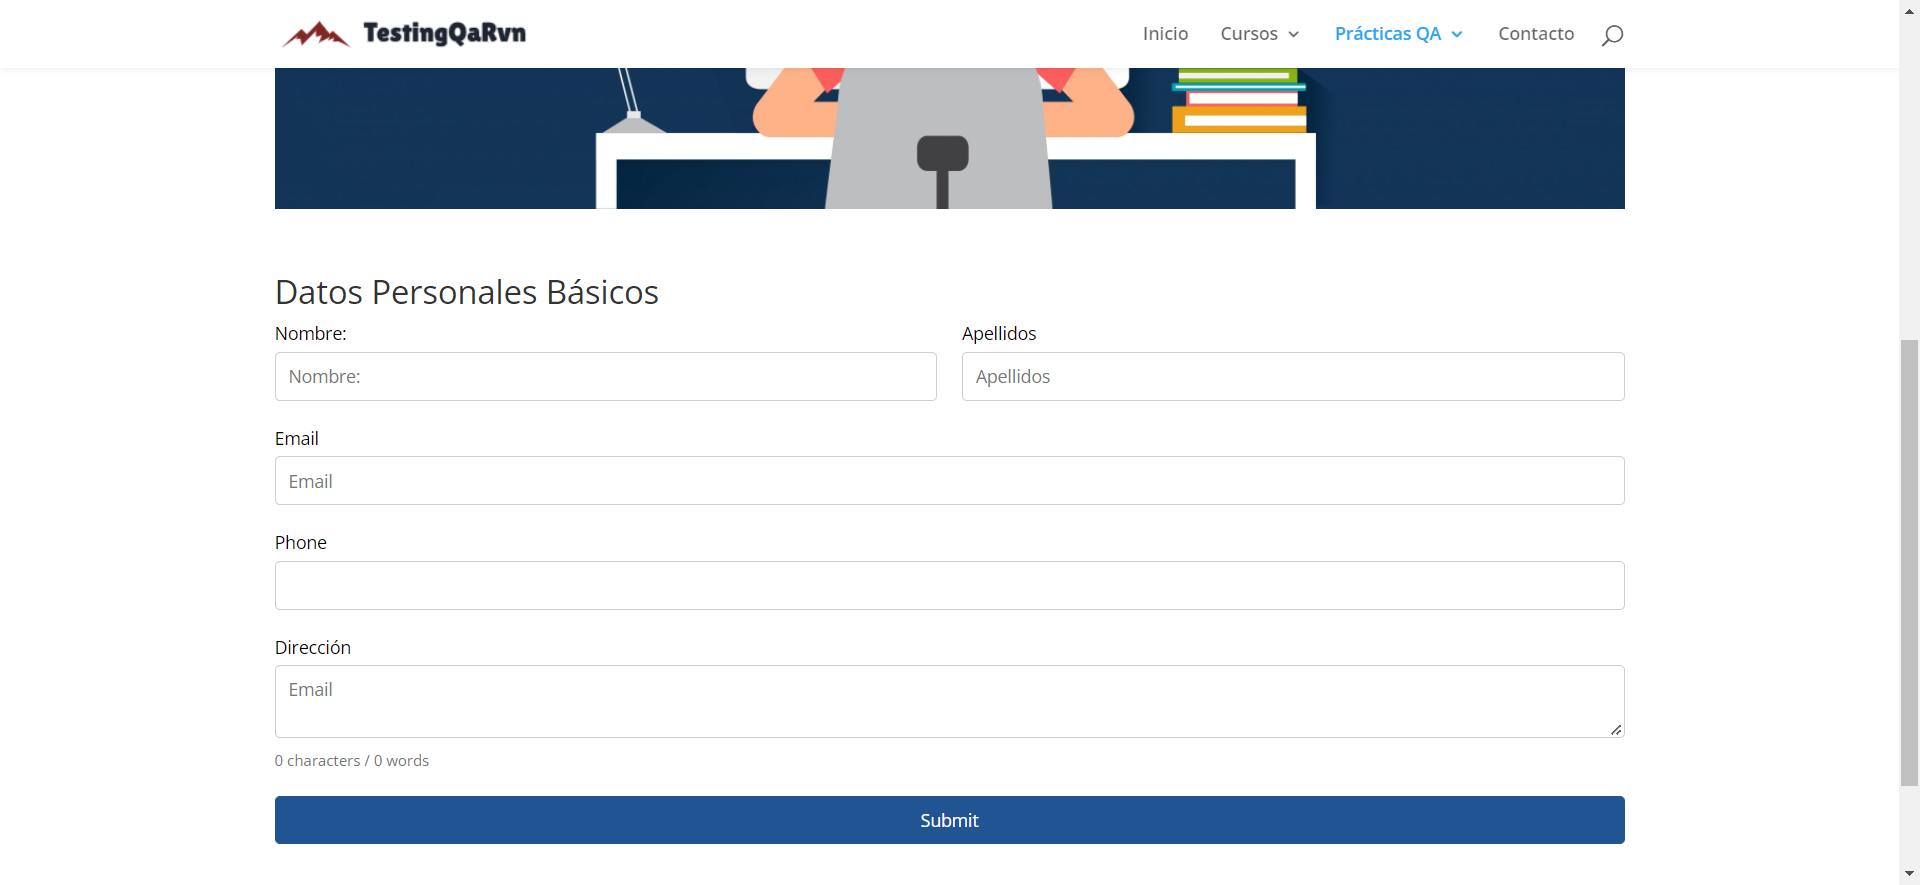 TestingQaRvn
Inicio Cursos Prácticas QA Contacto
Datos Personales Básicos
Nombre: Apellidos
Nombre: Apellidos
Email
Email
Phone
Dirección
Email
0 characters / 0 words
Submit